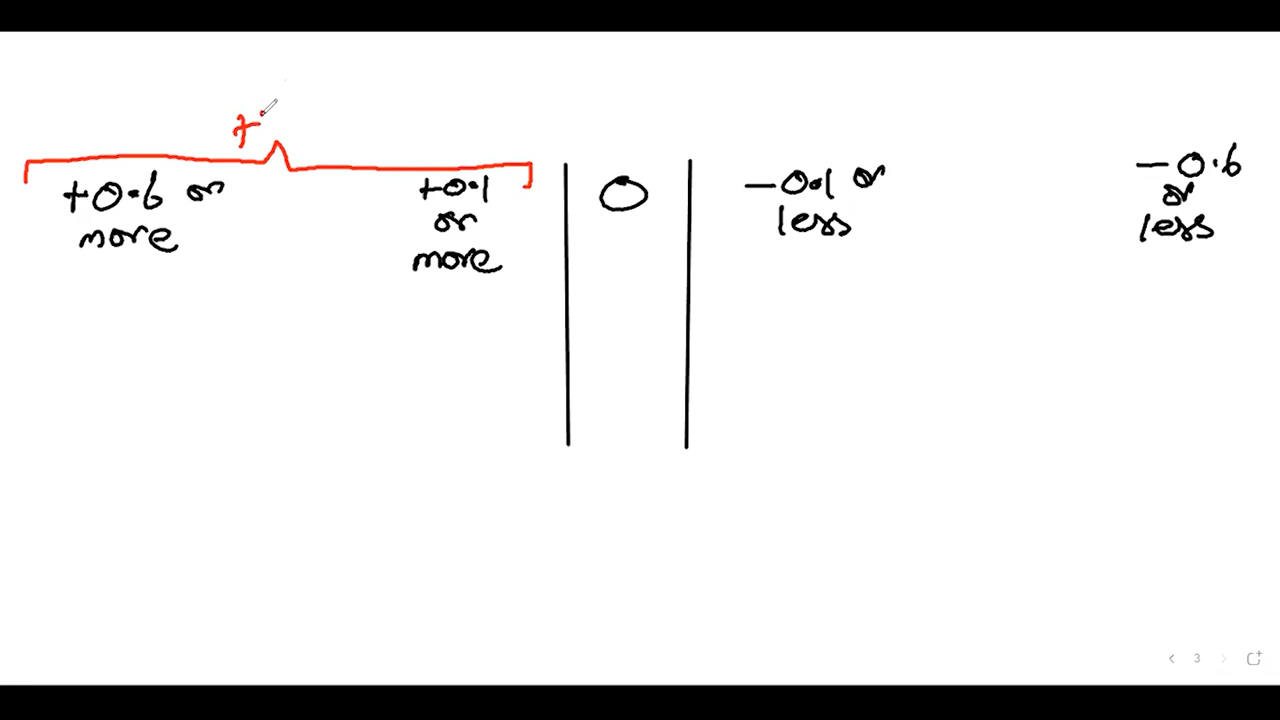 +
+0.6 or
more
+0.1
or
more
0
-0.1 or
less
-0.6
or
less
3